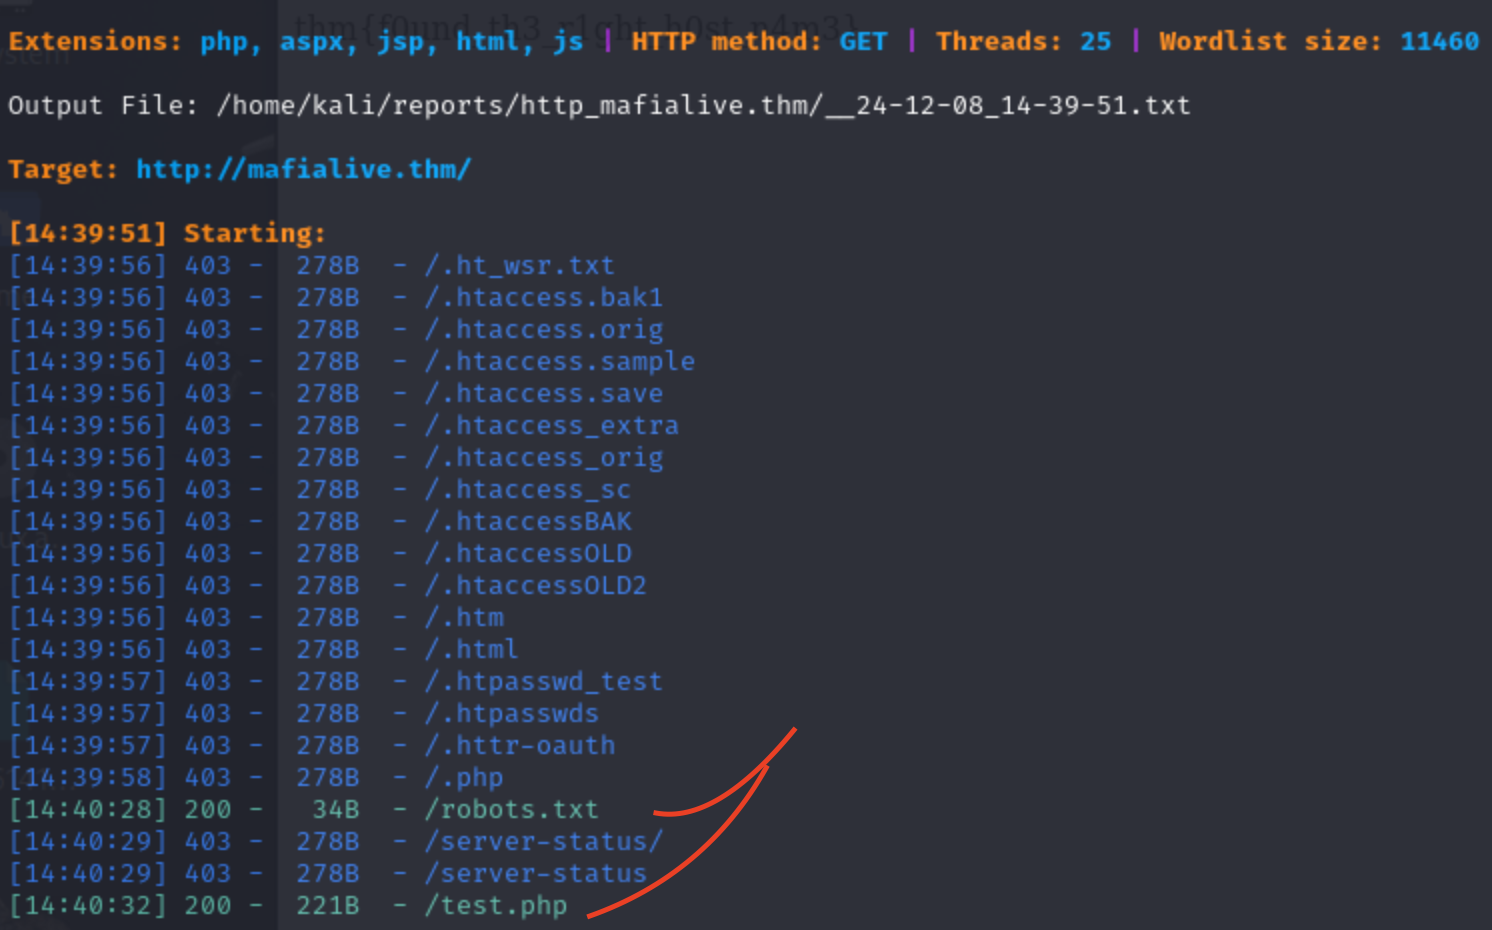 thm{f0und_th3_r1ght_h0st_n4m3}
Extensions: php, aspx, jsp, html, js | HTTP method: GET | Threads: 25 | Wordlist size: 11460
Output File: /home/kali/reports/http_mafialive.thm/__24-12-08_14-39-51.txt
Target: http://mafialive.thm/
[14:39:51] Starting:
[14:39:56] 403 -  278B  - /.ht_wsr.txt
[14:39:56] 403 -  278B  - /.htaccess.bak1
[14:39:56] 403 -  278B  - /.htaccess.orig
[14:39:56] 403 -  278B  - /.htaccess.sample
[14:39:56] 403 -  278B  - /.htaccess.save
[14:39:56] 403 -  278B  - /.htaccess_extra
[14:39:56] 403 -  278B  - /.htaccess_orig
[14:39:56] 403 -  278B  - /.htaccess_sc
[14:39:56] 403 -  278B  - /.htaccessBAK
[14:39:56] 403 -  278B  - /.htaccessOLD
[14:39:56] 403 -  278B  - /.htaccessOLD2
[14:39:56] 403 -  278B  - /.htm
[14:39:56] 403 -  278B  - /.html
[14:39:57] 403 -  278B  - /.htpasswd_test
[14:39:57] 403 -  278B  - /.htpasswds
[14:39:57] 403 -  278B  - /.httr-oauth
[14:39:58] 403 -  278B  - /.php
[14:40:28] 200 -   34B  - /robots.txt
[14:40:29] 403 -  278B  - /server-status/
[14:40:29] 403 -  278B  - /server-status
[14:40:32] 200 -  221B  - /test.php